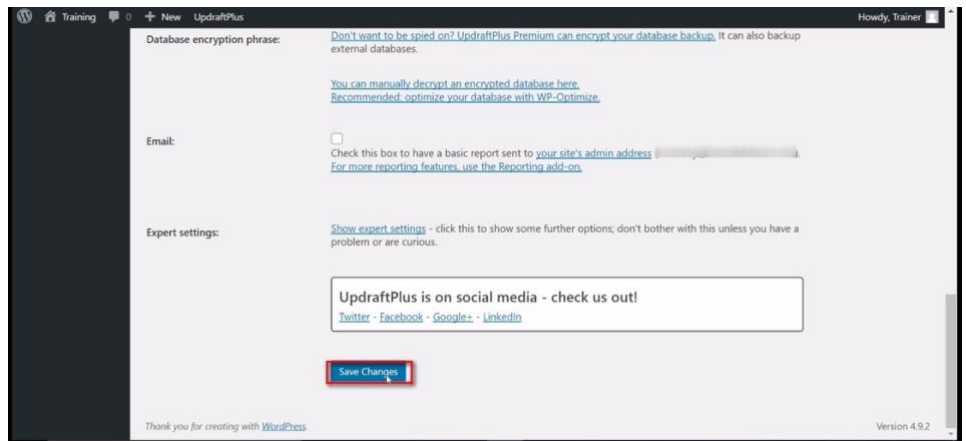 Training 0 + New UpdraftPlus Howdy, Trainer
Database encryption phrase: Don't want to be spied on? UpdraftPlus Premium can encrypt your database backup. It can also backup
external databases.
You can manually decrypt an encrypted database here.
Recommended: optimize your database with WP-Optimize.
Email:
Check this box to have a basic report sent to your site's admin address (
For more reporting features, use the Reporting add-on.
Expert settings: Show expert settings - click this to show some further options; don't bother with this unless you have a
problem or are curious.
UpdraftPlus is on social media - check us out!
Twitter - Facebook - Google+ - LinkedIn
Save Changes
Thank you for creating with WordPress. Version 4.9.2